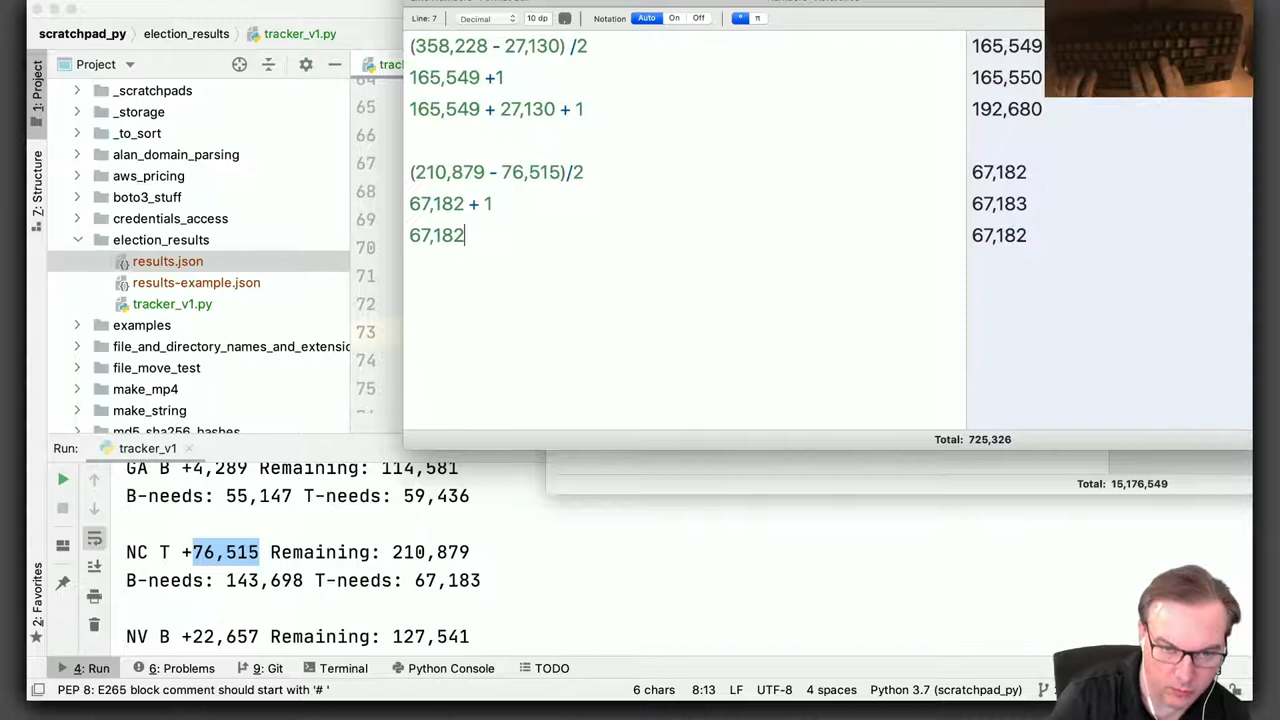 Line: 7 Decimal 10 dp Notation Auto On Off ° π
scratchpad_py election_results tracker_v1.py
Project
1: Project
Z: Structure
2: Favorites
_scratchpads
_storage
_to_sort
alan_domain_parsing
aws_pricing
boto3_stuff
credentials_access
election_results
results.json
results-example.json
tracker_v1.py
examples
file_and_directory_names_and_extensic
file_move_test
make_mp4
make_string
md5_sha256_hashes
trac
65
66
67
68
69
70
71
72
73
74
75
(358,228 - 27,130) /2 165,549
165,549 +1 165,550
165,549 + 27,130 + 1 192,680
(210,879 - 76,515)/2 67,182
67,182 + 1 67,183
67,182 67,182
Total: 725,326
Total: 15,176,549
Run: tracker_v1
GA B +4,289 Remaining: 114,581
B-needs: 55,147 T-needs: 59,436
NC T +76,515 Remaining: 210,879
B-needs: 143,698 T-needs: 67,183
NV B +22,657 Remaining: 127,541
4: Run 6: Problems 9: Git Terminal Python Console TODO
PEP 8: E265 block comment should start with '# ' 6 chars 8:13 LF UTF-8 4 spaces Python 3.7 (scratchpad_py)